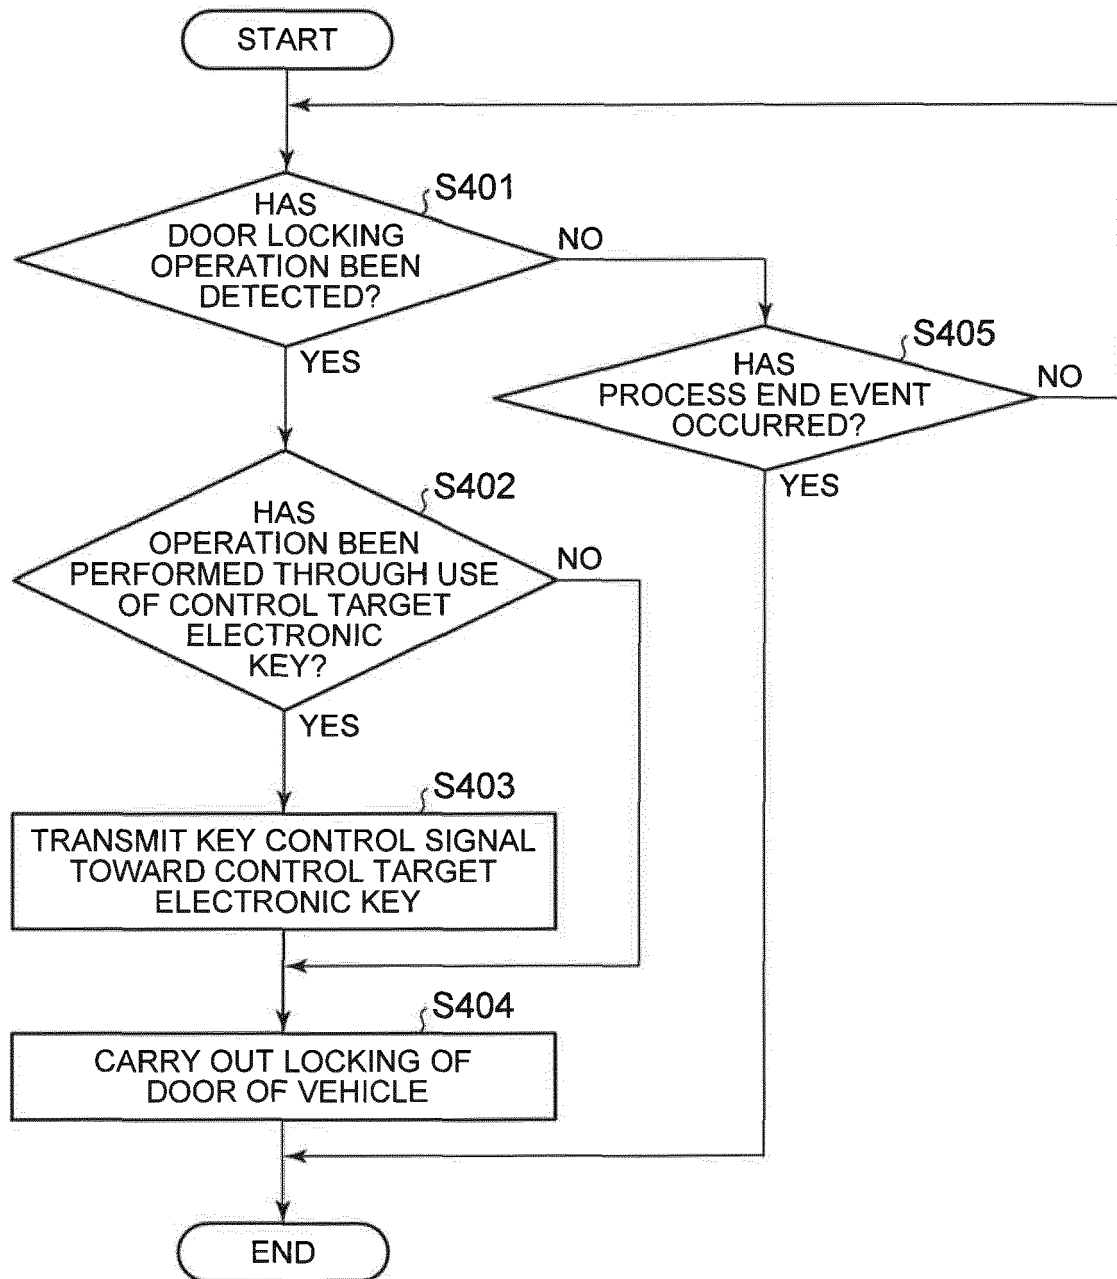 START
S401
HAS
DOOR LOCKING
OPERATION BEEN
DETECTED?
NO
YES
S405
HAS
PROCESS END EVENT
OCCURRED?
NO
YES
S402
HAS
OPERATION BEEN
PERFORMED THROUGH USE
OF CONTROL TARGET
ELECTRONIC
KEY?
NO
YES
S403
TRANSMIT KEY CONTROL SIGNAL
TOWARD CONTROL TARGET
ELECTRONIC KEY
S404
CARRY OUT LOCKING OF
DOOR OF VEHICLE
END